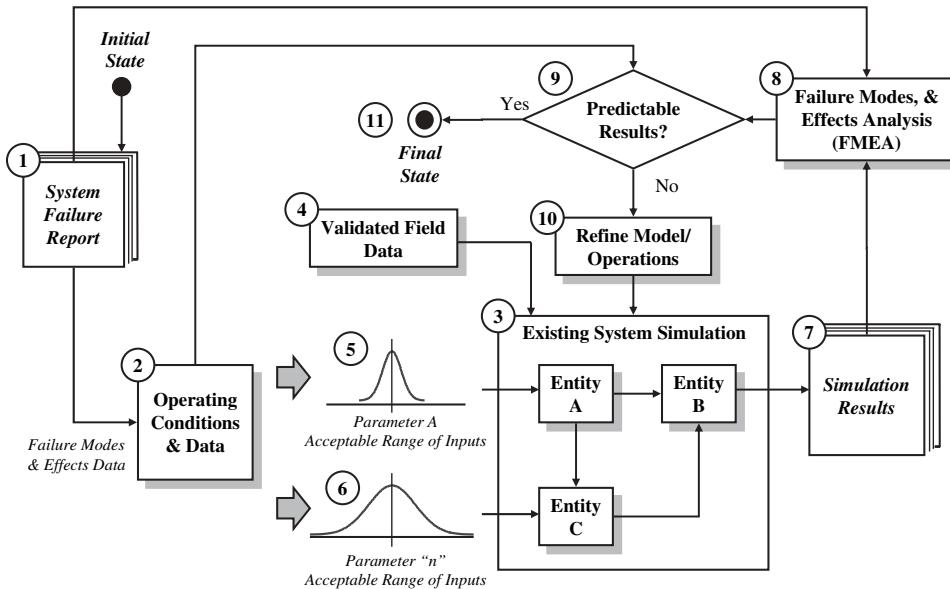 Initial
State
1
System
Failure
Report
Failure Modes
& Effects Data
2
Operating
Conditions
& Data
9
Predictable
Results?
Yes
No
11
Final
State
8
Failure Modes, &
Effects Analysis
(FMEA)
4
Validated Field
Data
10
Refine Model/
Operations
3
Existing System Simulation
5
Parameter A
Acceptable Range of Inputs
6
Parameter “n”
Acceptable Range of Inputs
Entity
A
Entity
B
Entity
C
7
Simulation
Results